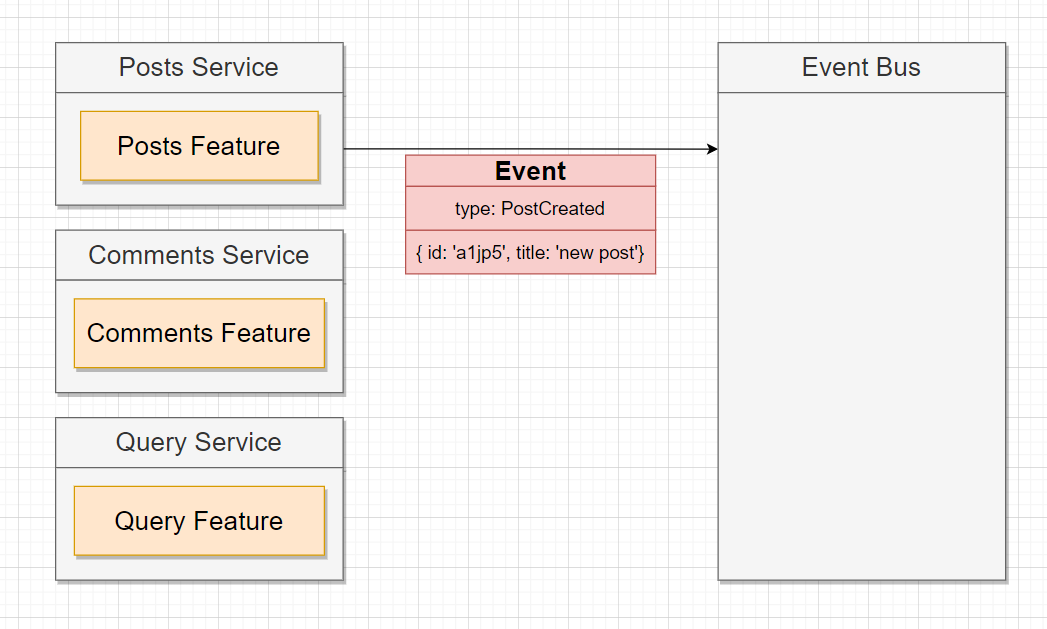 Posts Service
Posts Feature
Event Bus
Event
type: PostCreated
{ id: 'a1jp5', title: 'new post'}
Comments Service
Comments Feature
Query Service
Query Feature